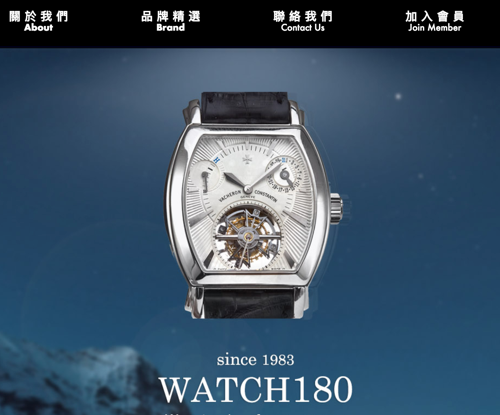 關於我們
About
品牌精選
Brand
聯絡我們
Contact Us
加入會員
Join Member
VACHERON CONSTANTIN
GENEVE
since 1983
WATCH180